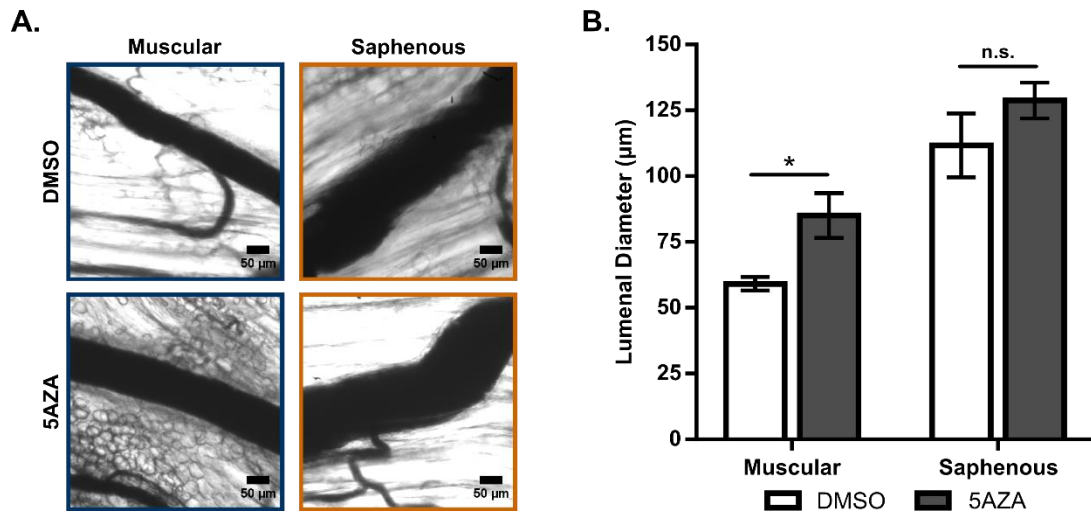 A.
Muscular
Saphenous
DMSO
50 µm
50 µm
5AZA
50 µm
50 µm
B.
Lumenal Diameter (µm)
150
125
100
75
50
25
0
*
n.s.
Muscular
Saphenous
DMSO
5AZA